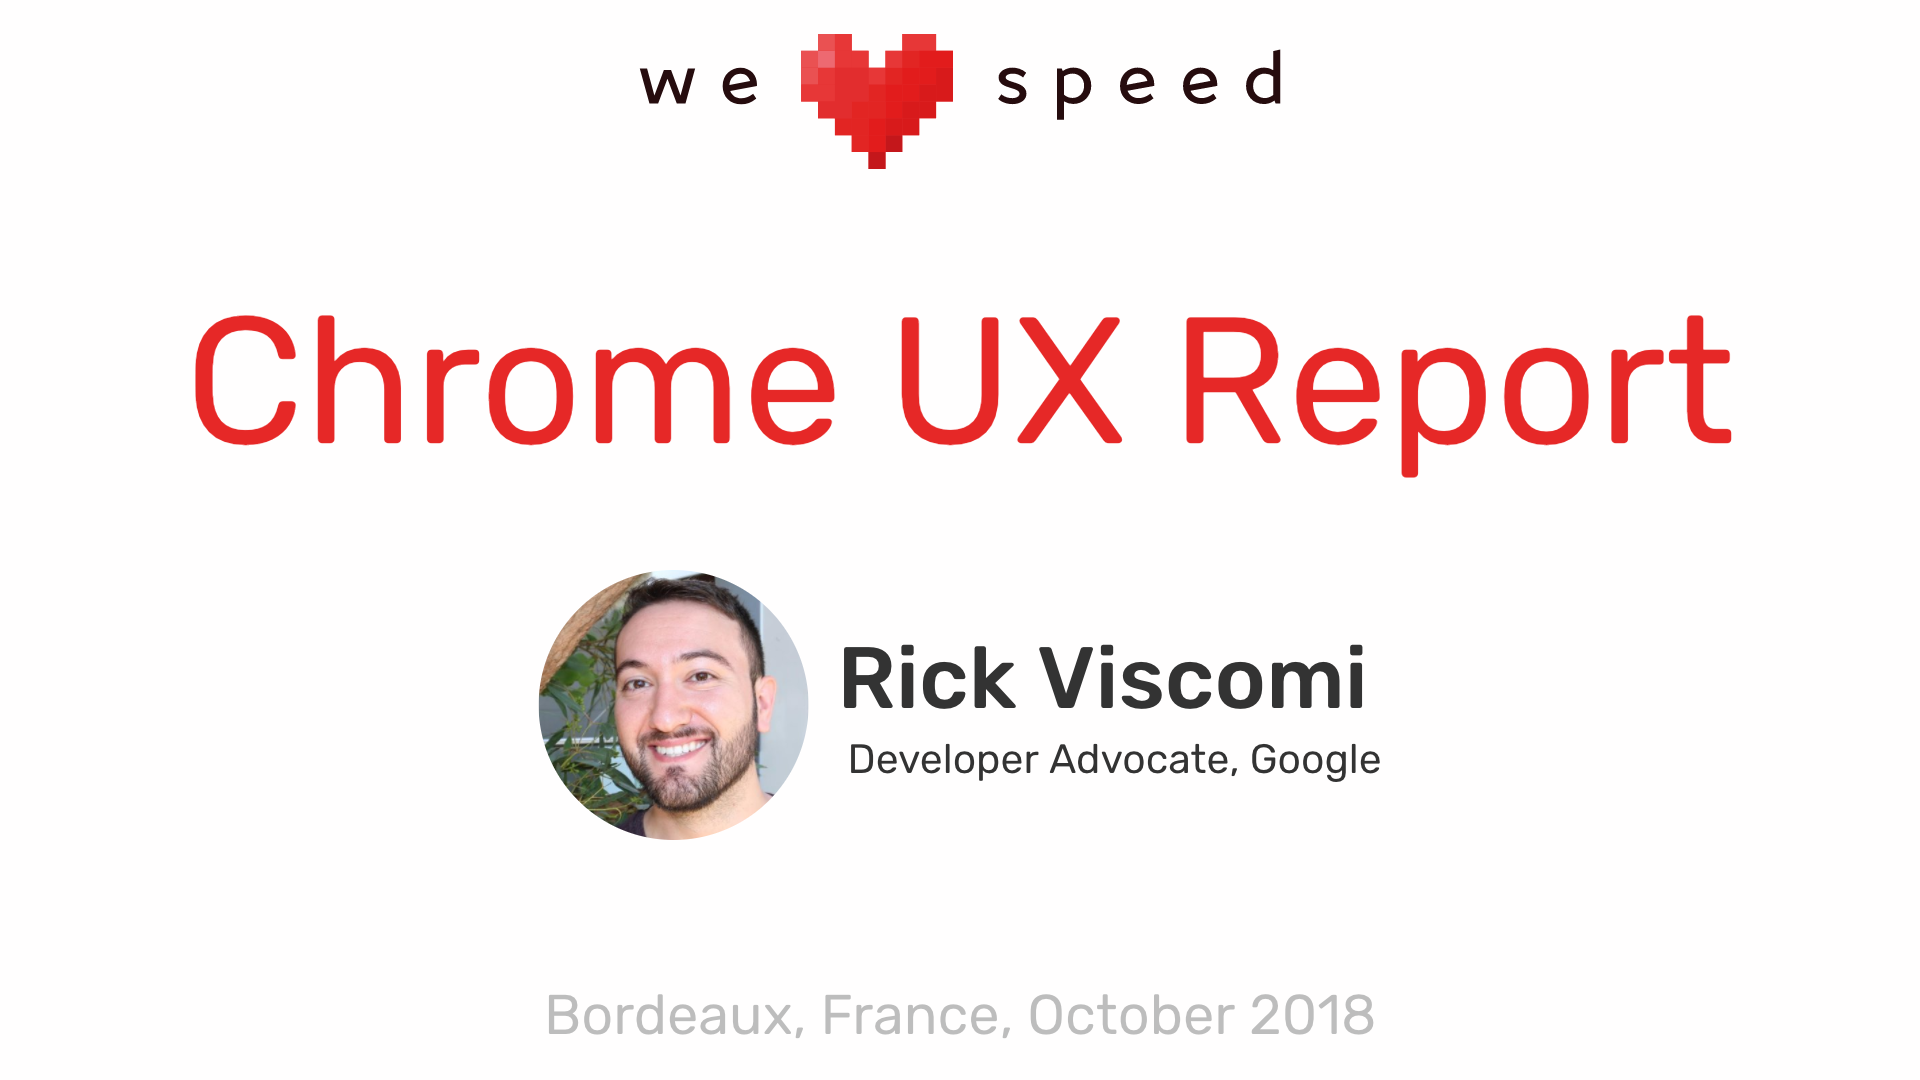 we speed
Chrome UX Report
Rick Viscomi
Developer Advocate, Google
Bordeaux, France, October 2018